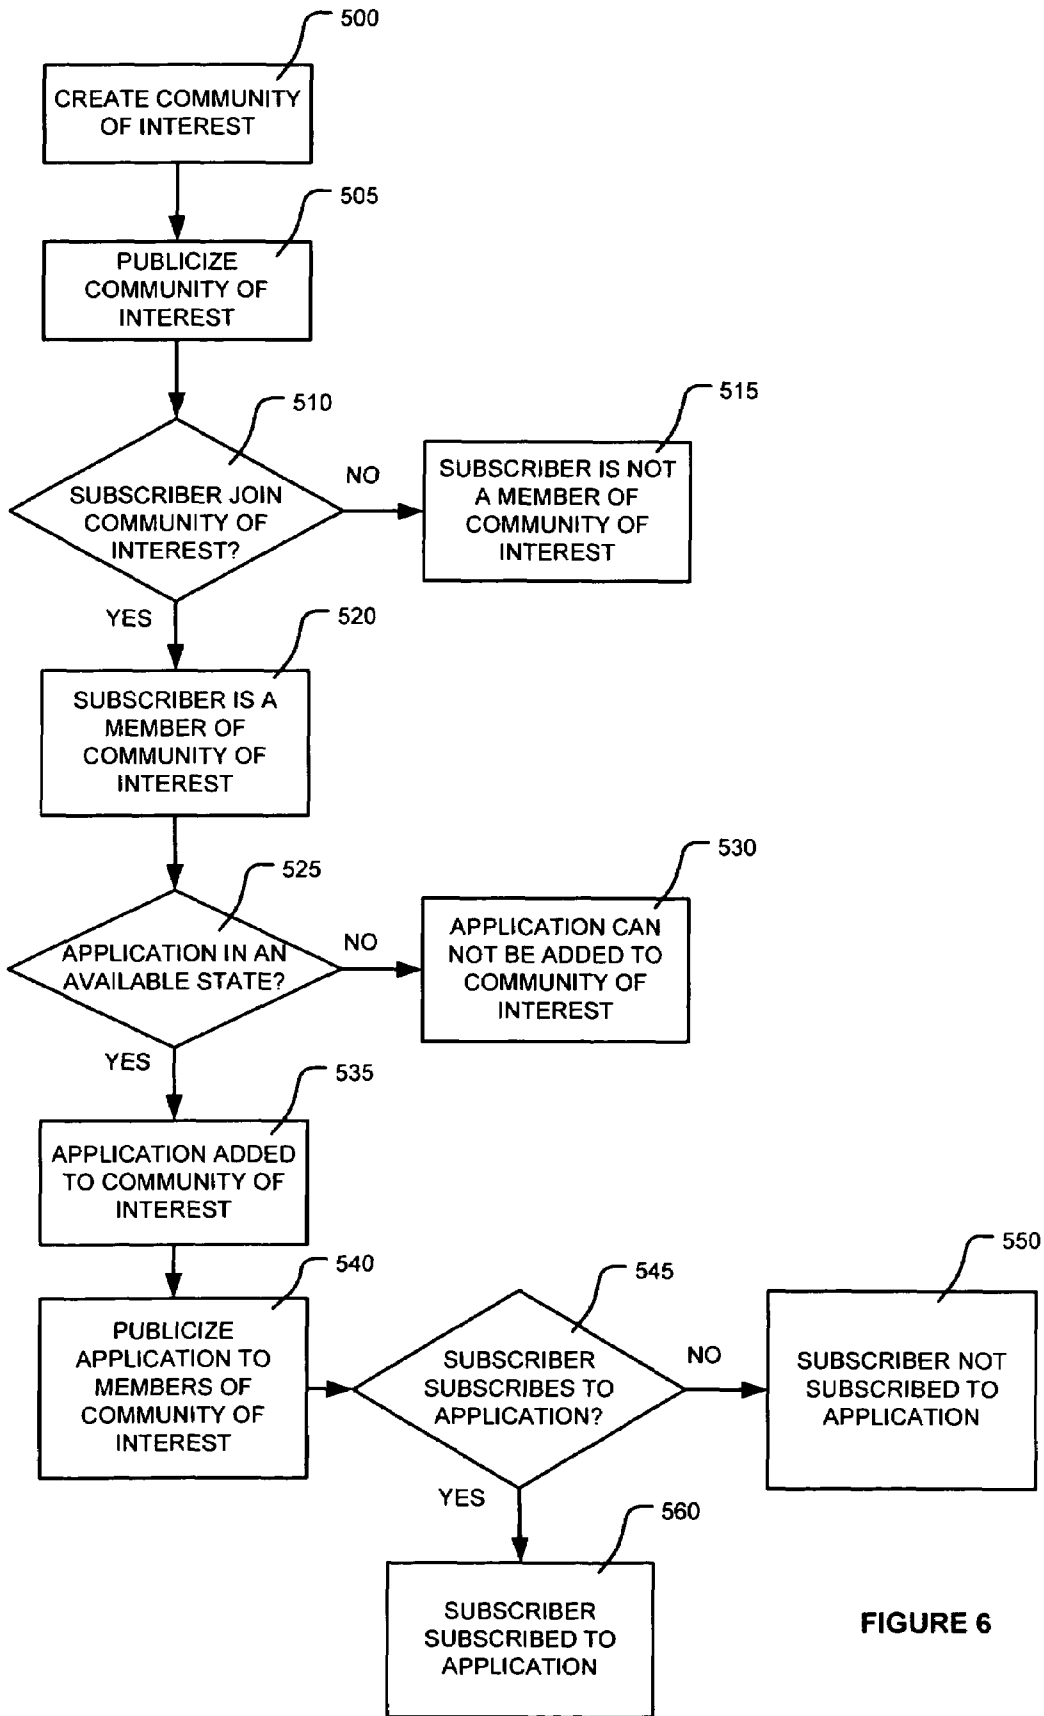 500
CREATE COMMUNITY
OF INTEREST
505
PUBLICIZE
COMMUNITY OF
INTEREST
510
SUBSCRIBER JOIN
COMMUNITY OF
INTEREST?
NO
515
SUBSCRIBER IS NOT
A MEMBER OF
COMMUNITY OF
INTEREST
YES
520
SUBSCRIBER IS A
MEMBER OF
COMMUNITY OF
INTEREST
525
APPLICATION IN AN
AVAILABLE STATE?
NO
530
APPLICATION CAN
NOT BE ADDED TO
COMMUNITY OF
INTEREST
YES
535
APPLICATION ADDED
TO COMMUNITY OF
INTEREST
540
PUBLICIZE
APPLICATION TO
MEMBERS OF
COMMUNITY OF
INTEREST
545
SUBSCRIBER
SUBSCRIBES TO
APPLICATION?
NO
550
SUBSCRIBER NOT
SUBSCRIBED TO
APPLICATION
YES
560
SUBSCRIBER
SUBSCRIBED TO
APPLICATION
FIGURE 6